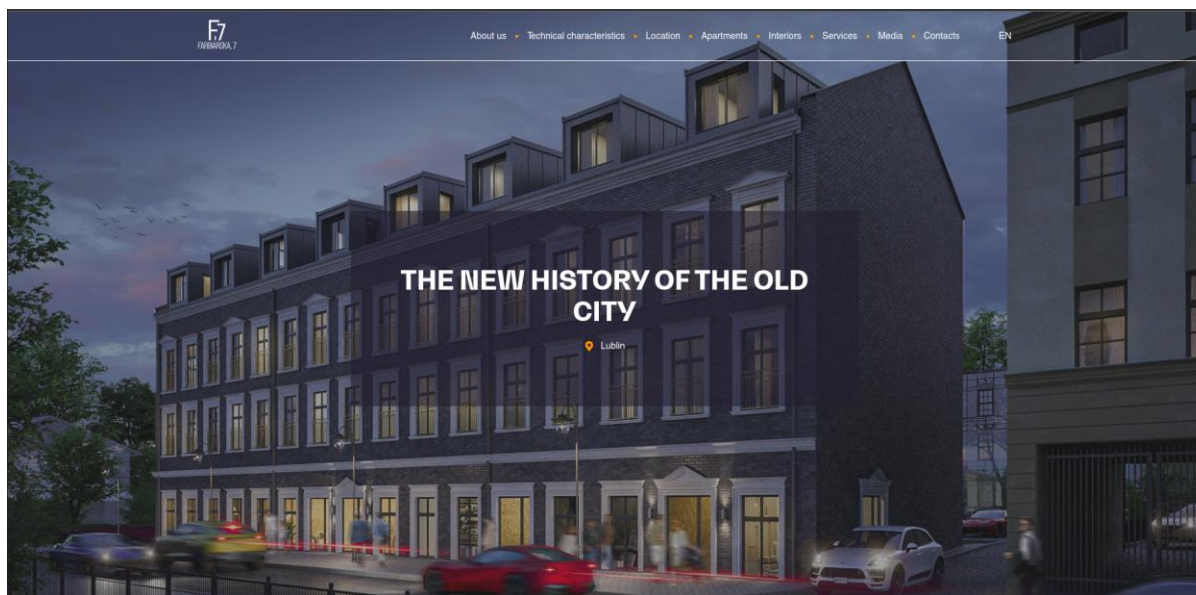 F.7
FARBIARSKA, 7
About us • Technical characteristics • Location • Apartments • Interiors • Services • Media • Contacts EN
THE NEW HISTORY OF THE OLD
CITY
Lublin